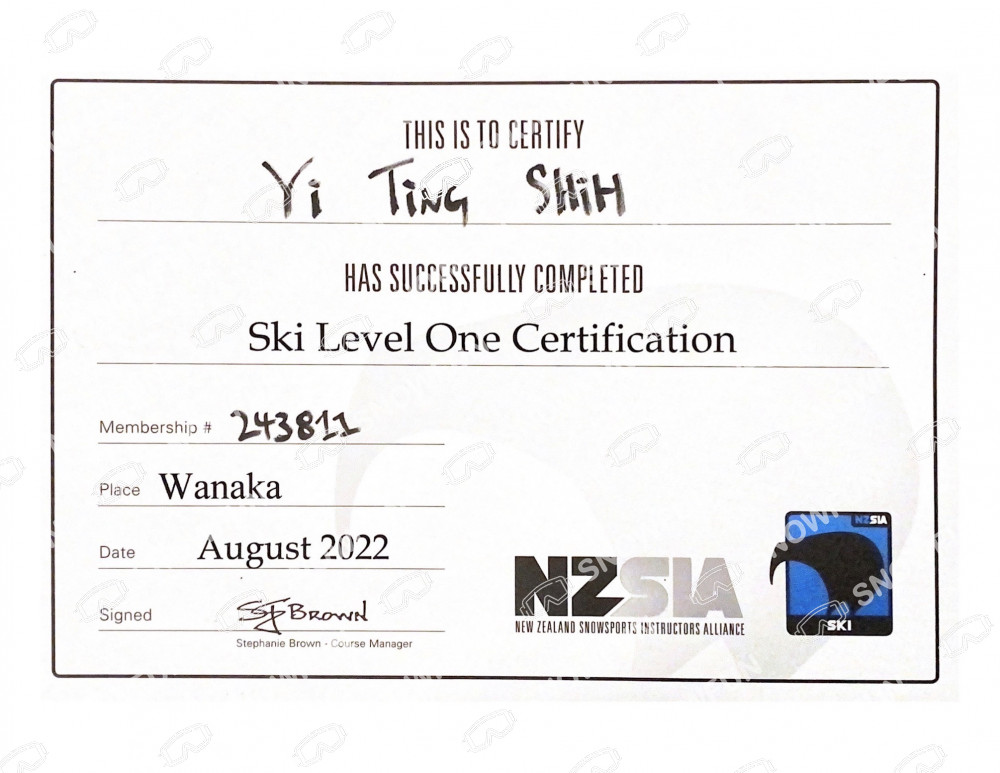 THIS IS TO CERTIFY
Yi TiNG SHiH
HAS SUCCESSFULLY COMPLETED
Ski Level One Certification
Membership # 243811
Place Wanaka
Date August 2022
Signed SJBROWN
Stephanie Brown - Course Manager
NZSIA
NEW ZEALAND SNOWSPORTS INSTRUCTORS ALLIANCE
NZSIA
SKI